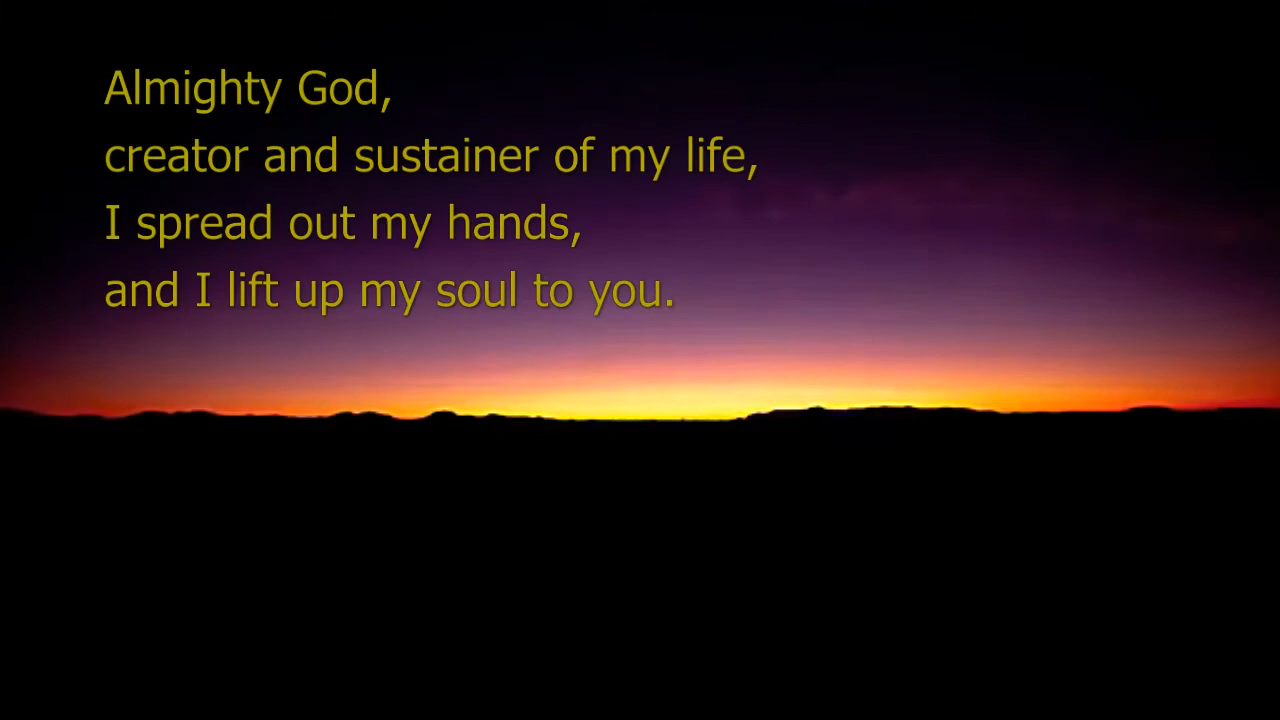 Almighty God,
creator and sustainer of my life,
I spread out my hands,
and I lift up my soul to you.